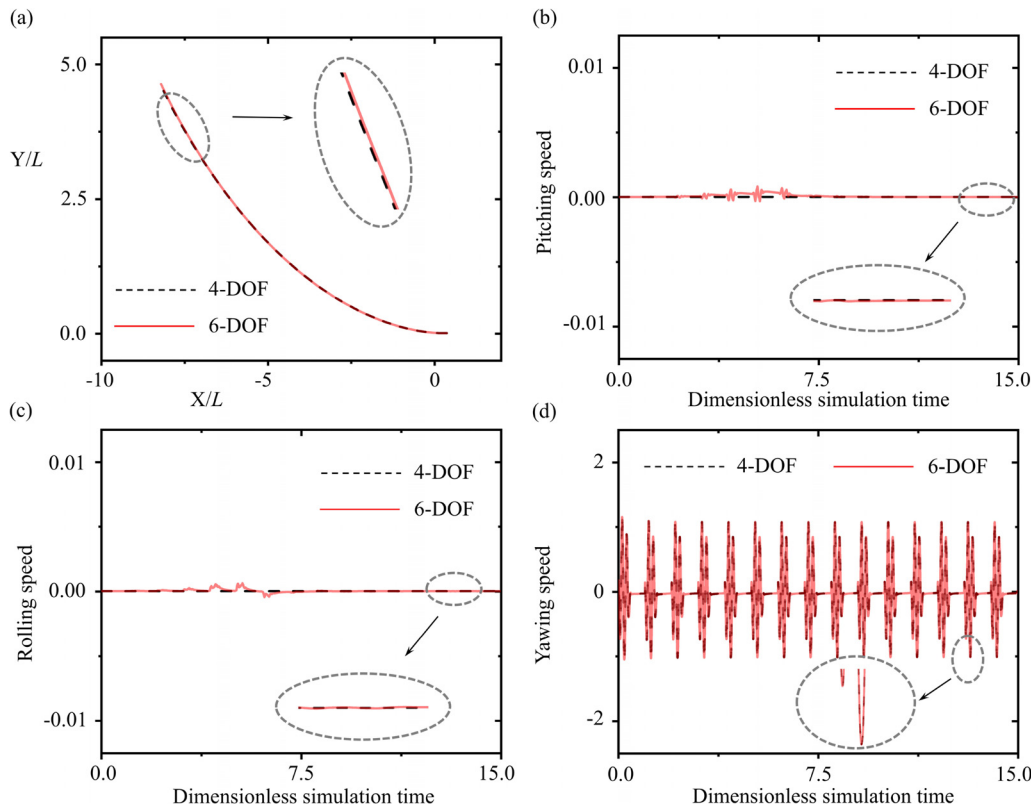 (a)
5.0
Y/L
2.5
0.0
4-DOF
6-DOF
-10
-5
0
X/L
(b)
0.01
0.00
-0.01
Pitching speed
4-DOF
6-DOF
0.0
7.5
15.0
Dimensionless simulation time
(c)
0.01
0.00
-0.01
Rolling speed
4-DOF
6-DOF
0.0
7.5
15.0
Dimensionless simulation time
(d)
2
0
-2
Yawing speed
4-DOF
6-DOF
0.0
7.5
15.0
Dimensionless simulation time